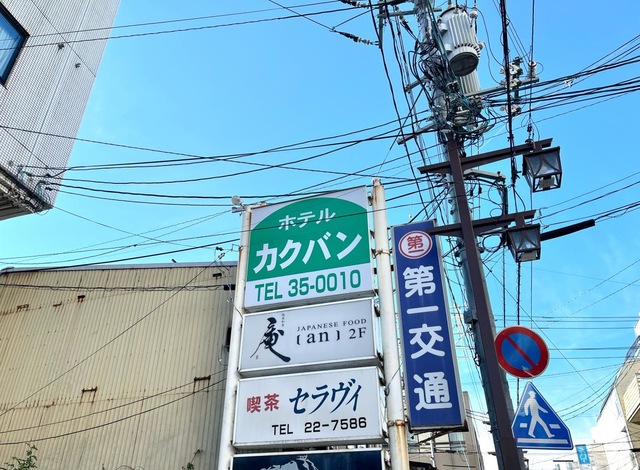 ホテル
カクバン
TEL 35-0010
庵
JAPANESE FOOD
[an] 2F
喫茶 セラヴィ
TEL 22-7586
第一
第一交通